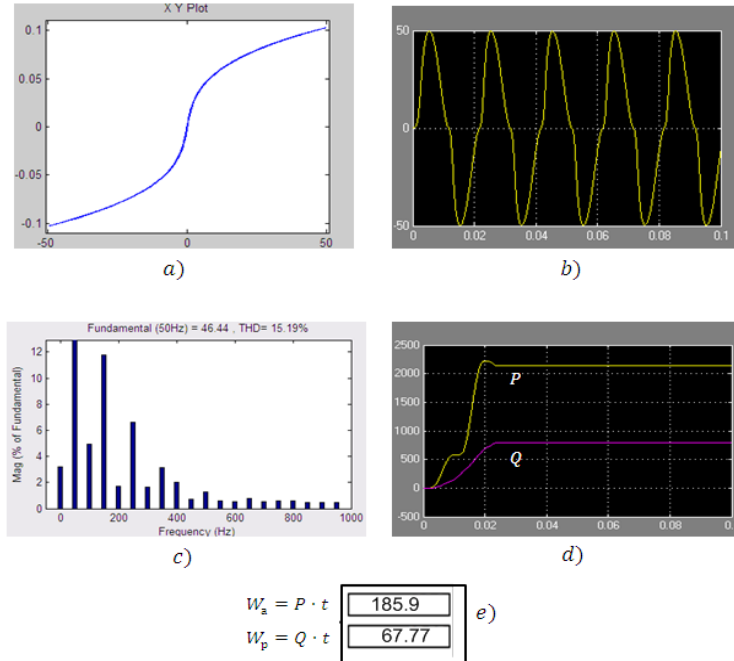 X Y Plot
0.1
0.05
0
-0.05
-0.1
-50 0 50
a)
50
0
-50
0 0.02 0.04 0.06 0.08 0.1
b)
Fundamental (50Hz) = 46.44 , THD= 15.19%
Mag (% of Fundamental)
12
10
8
6
4
2
0
0 200 400 600 800 1000
Frequency (Hz)
c)
2500
2000
1500
1000
500
0
-500
P
Q
0 0.02 0.04 0.06 0.08 0.1
d)
Wa = P · t 185.9
Wp = Q · t 67.77
e)